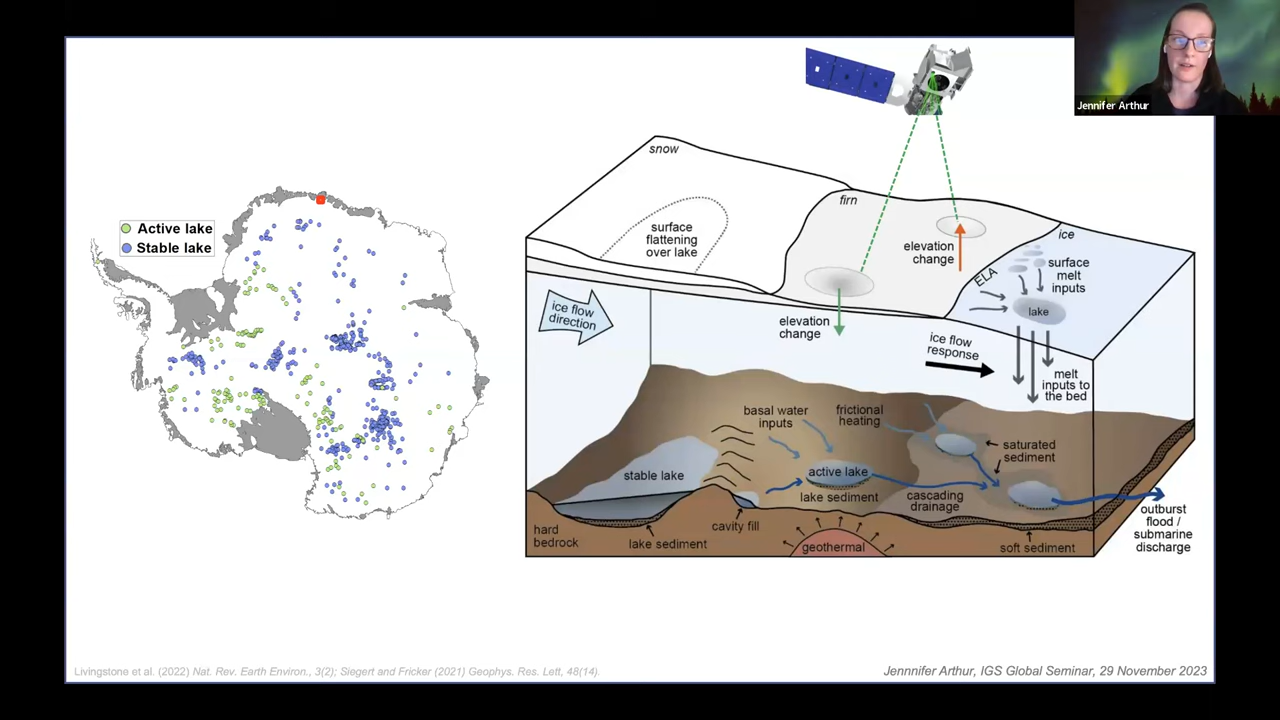 Jennifer Arthur
Active lake
Stable lake
snow
surface
flattening
over lake
firn
elevation
change
ice
ELA
surface
melt
inputs
lake
ice flow
direction
elevation
change
ice flow
response
melt
inputs to
the bed
basal water
inputs
frictional
heating
saturated
sediment
stable lake
active lake
lake sediment
cascading
drainage
cavity fill
hard
bedrock
lake sediment
geothermal
soft sediment
outburst
flood /
submarine
discharge
Livingstone et al. (2022) Nat. Rev. Earth Environ., 3(2); Siegert and Fricker (2021) Geophys. Res. Lett, 48(14).
Jennnifer Arthur, IGS Global Seminar, 29 November 2023